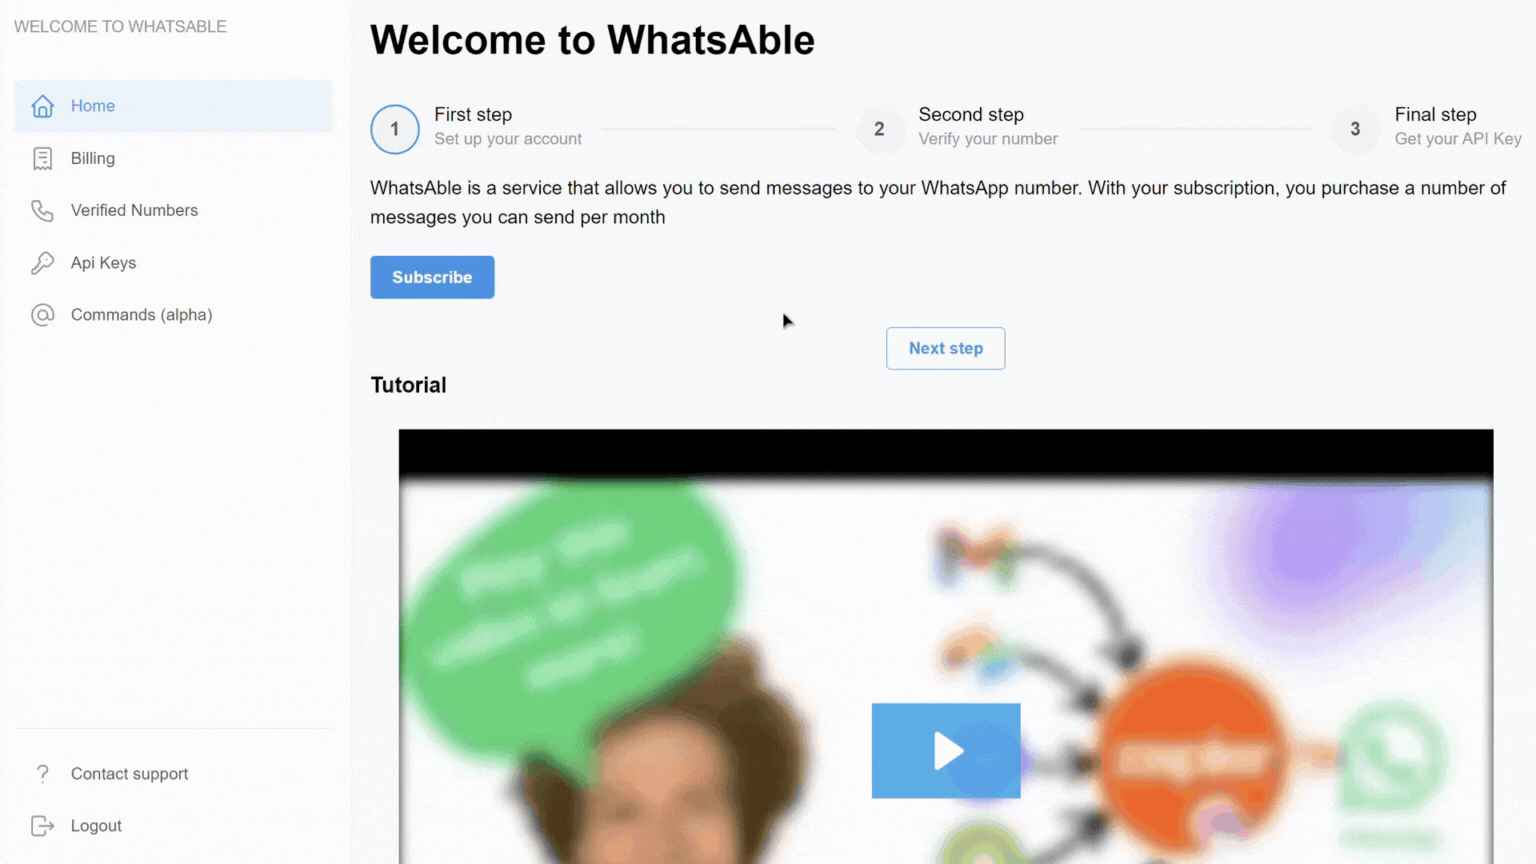 WELCOME TO WHATSABLE
Home
Billing
Verified Numbers
Api Keys
Commands (alpha)
Contact support
Logout
Welcome to WhatsAble
1
First step
Set up your account
2
Second step
Verify your number
3
Final step
Get your API Key
WhatsAble is a service that allows you to send messages to your WhatsApp number. With your subscription, you purchase a number of
messages you can send per month
Subscribe
Next step
Tutorial